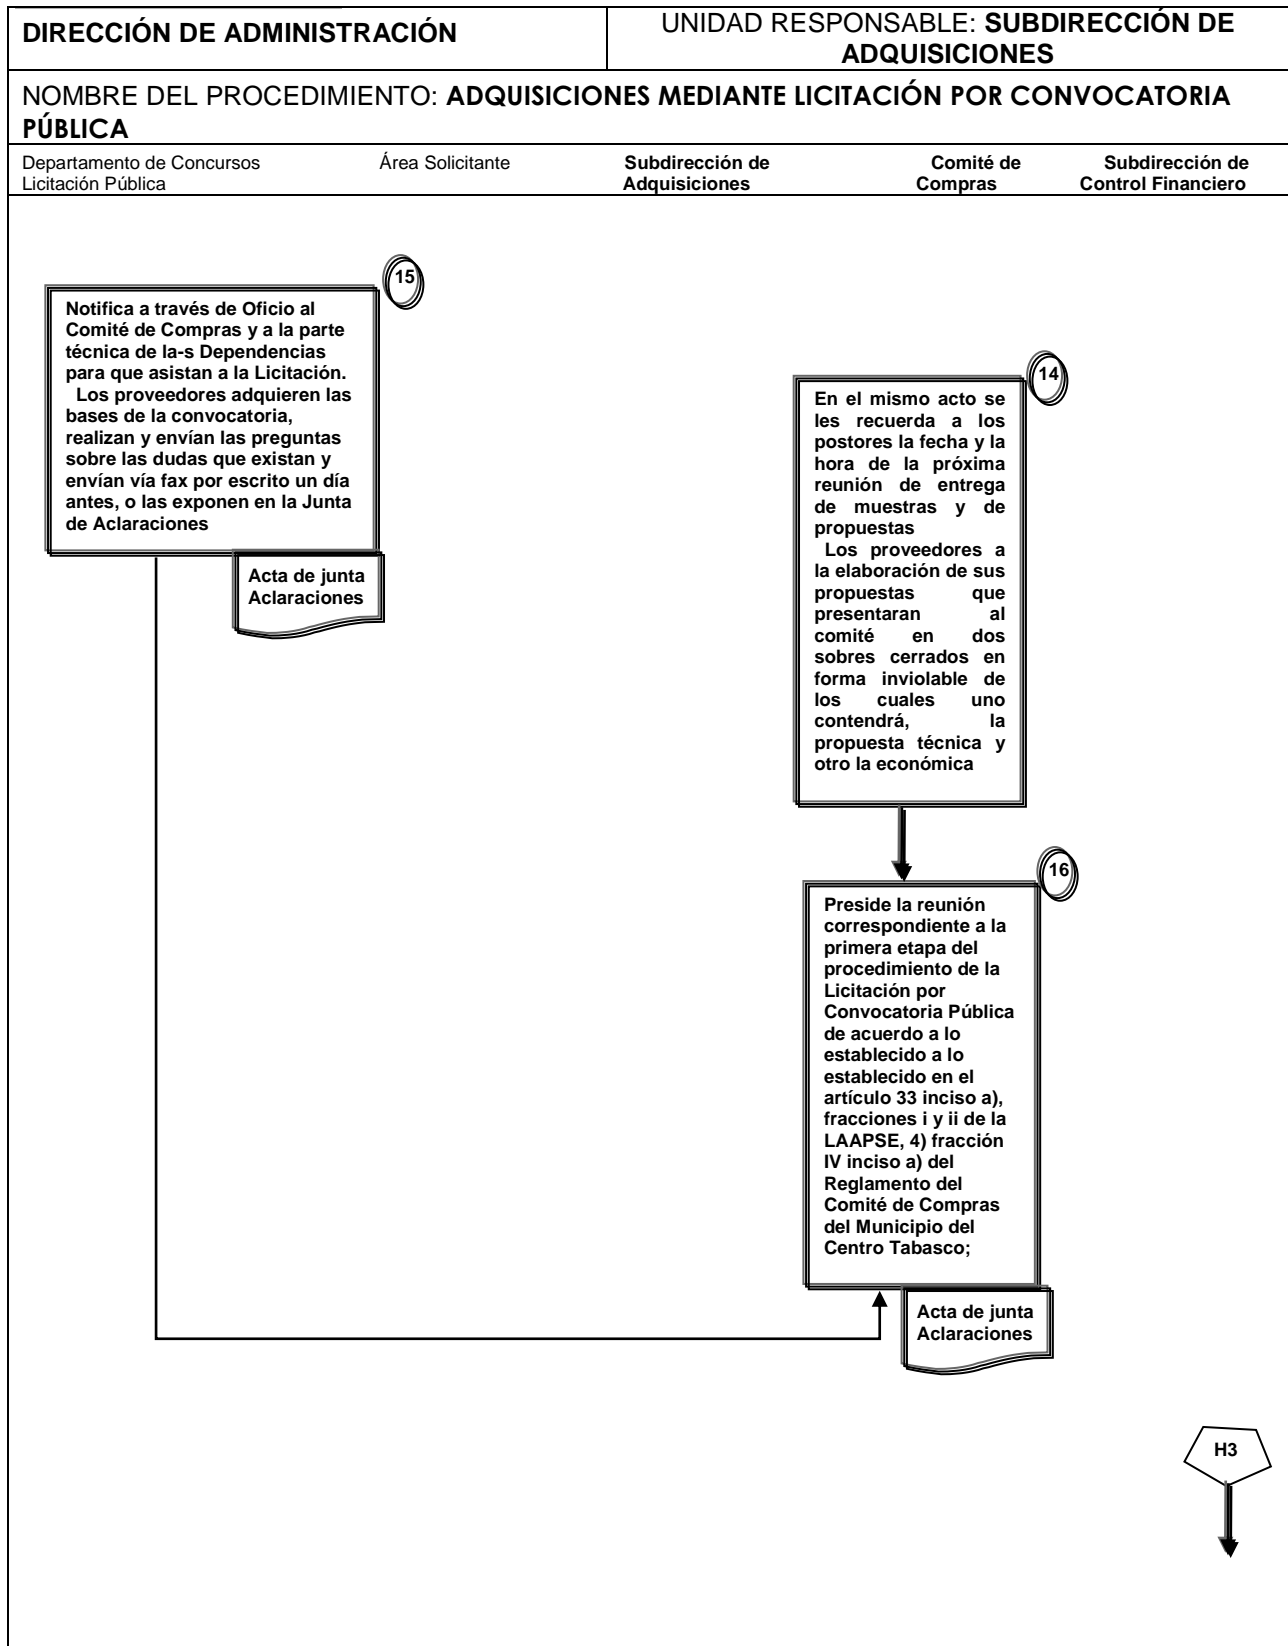 DIRECCIÓN DE ADMINISTRACIÓN
UNIDAD RESPONSABLE: SUBDIRECCIÓN DE
ADQUISICIONES
NOMBRE DEL PROCEDIMIENTO: ADQUISICIONES MEDIANTE LICITACIÓN POR CONVOCATORIA
PÚBLICA
Departamento de Concursos
Licitación Pública
Área Solicitante
Subdirección de
Adquisiciones
Comité de
Compras
Subdirección de
Control Financiero
15
Notifica a través de Oficio al
Comité de Compras y a la parte
técnica de la-s Dependencias
para que asistan a la Licitación.
Los proveedores adquieren las
bases de la convocatoria,
realizan y envían las preguntas
sobre las dudas que existan y
envían vía fax por escrito un día
antes, o las exponen en la Junta
de Aclaraciones
Acta de junta
Aclaraciones
14
En el mismo acto se
les recuerda a los
postores la fecha y la
hora de la próxima
reunión de entrega
de muestras y de
propuestas
Los proveedores a
la elaboración de sus
propuestas que
presentaran al
comité en dos
sobres cerrados en
forma inviolable de
los cuales uno
contendrá, la
propuesta técnica y
otro la económica
16
Preside la reunión
correspondiente a la
primera etapa del
procedimiento de la
Licitación por
Convocatoria Pública
de acuerdo a lo
establecido a lo
establecido en el
artículo 33 inciso a),
fracciones i y ii de la
LAAPSE, 4) fracción
IV inciso a) del
Reglamento del
Comité de Compras
del Municipio del
Centro Tabasco;
Acta de junta
Aclaraciones
H3